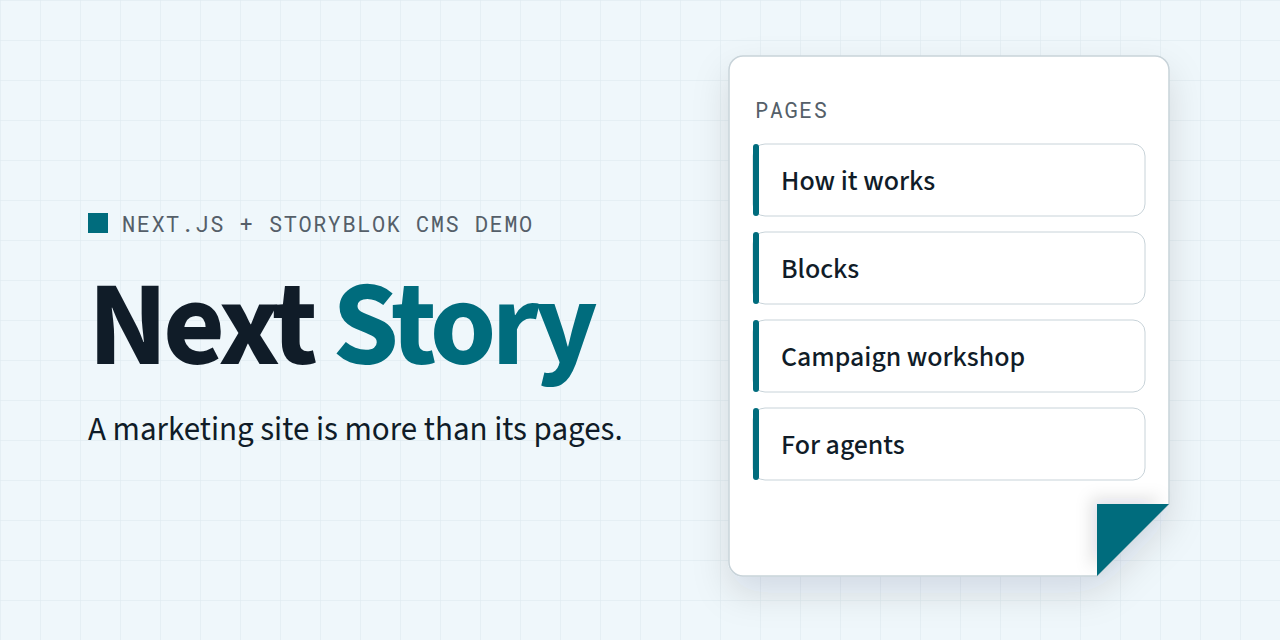 NEXT.JS + STORYBLOK CMS DEMO
Next Story
A marketing site is more than its pages.
PAGES
How it works
Blocks
Campaign workshop
For agents